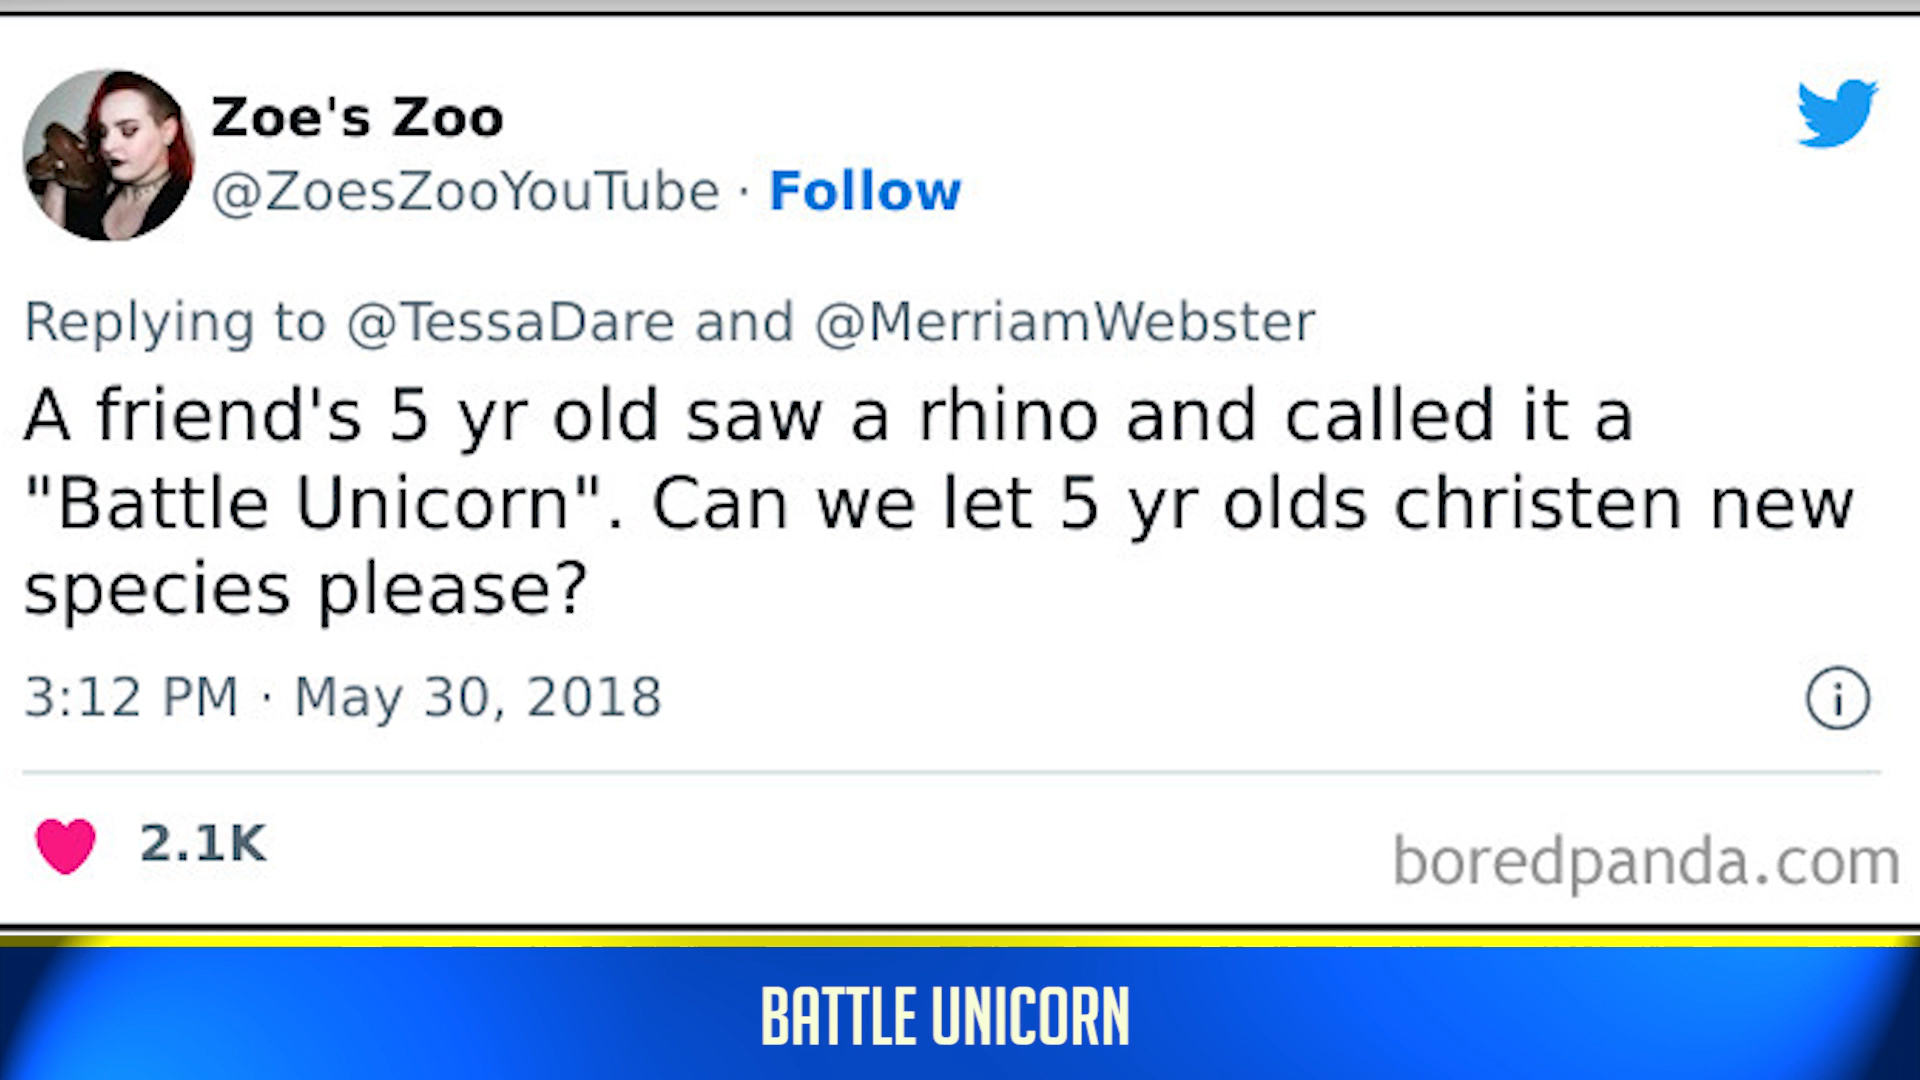 Zoe's Zoo
@ZoesZooYouTube · Follow
Replying to @TessaDare and @MerriamWebster
A friend's 5 yr old saw a rhino and called it a
"Battle Unicorn". Can we let 5 yr olds christen new
species please?
3:12 PM · May 30, 2018
2.1K
boredpanda.com
BATTLE UNICORN